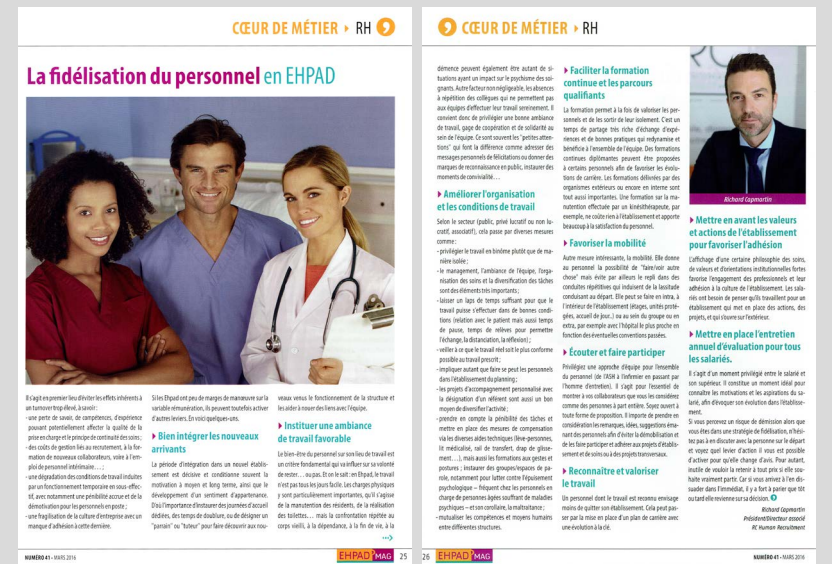 CŒUR DE MÉTIER RH
La fidélisation du personnel en EHPAD
Il s'agit en premier lieu d'éviter les effets inhérents à
un turnover trop élevé, à savoir :
- une perte de savoir, de compétences, d'expérience
pouvant potentiellement affecter la qualité de la
prise en charge et le principe de continuité des soins ;
- des coûts de gestion liés au recrutement, à la for-
mation de nouveaux collaborateurs, voire à l'em-
ploi de personnel intérimaire… ;
- une dégradation des conditions de travail induites
par un fonctionnement temporaire en sous-effec-
tif, avec notamment une pénibilité accrue et de la
démotivation pour les personnels en poste ;
- une fragilisation de la culture d'entreprise avec un
manque d'adhésion à cette dernière.
Si les Ehpad ont peu de marges de manœuvre sur la
variable rémunération, ils peuvent toutefois activer
d'autres leviers. En voici quelques-uns.
Bien intégrer les nouveaux
arrivants
La période d'intégration dans un nouvel établis-
sement est décisive et conditionne souvent la
motivation à moyen et long terme, ainsi que le
développement d'un sentiment d'appartenance.
D'où l'importance d'instaurer des journées d'accueil
dédiées, des temps de doublure, ou de désigner un
"parrain" ou "tuteur" pour faire découvrir aux nou-
veaux venus le fonctionnement de la structure et
les aider à nouer des liens avec l'équipe.
Instituer une ambiance
de travail favorable
Le bien-être du personnel sur son lieu de travail est
un critère fondamental qui va influer sur sa volonté
de rester… ou pas. Et on le sait : en Ehpad, le travail
n'est pas tous les jours facile. Les charges physiques
y sont particulièrement importantes, qu'il s'agisse
de la manutention des résidents, de la réalisation
des toilettes… mais la confrontation répétée au
corps vieilli, à la dépendance, à la fin de vie, à la
NUMÉRO 41 - MARS 2016
EHPAD MAG 25
CŒUR DE MÉTIER RH
démence peuvent également être autant de si-
tuations ayant un impact sur le psychisme des soi-
gnants. Autre facteur non négligeable, les absences
à répétition des collègues qui ne permettent pas
aux équipes d'effectuer leur travail sereinement. Il
convient donc de privilégier une bonne ambiance
de travail, gage de coopération et de solidarité au
sein de l'équipe. Ce sont souvent les "petites atten-
tions" qui font la différence comme adresser des
messages personnels de félicitations ou donner des
marques de reconnaissance en public, instaurer des
moments de convivialité…
Améliorer l'organisation
et les conditions de travail
Selon le secteur (public, privé lucratif ou non lu-
cratif, associatif), cela passe par diverses mesures
comme :
- privilégier le travail en binôme plutôt que de ma-
nière isolée ;
- le management, l'ambiance de l'équipe, l'orga-
nisation des soins et la diversification des tâches
sont des éléments très importants ;
- laisser un laps de temps suffisant pour que le
travail puisse s'effectuer dans de bonnes condi-
tions (relation avec le patient mais aussi temps
de pause, temps de relèves pour permettre
l'échange, la distanciation, la réflexion) ;
- veiller à ce que le travail réel soit le plus conforme
possible au travail prescrit ;
- impliquer autant que faire se peut les personnels
dans l'établissement du planning ;
- les projets d'accompagnement personnalisé avec
la désignation d'un référent sont aussi un bon
moyen de diversifier l'activité ;
- prendre en compte la pénibilité des tâches et
mettre en place des mesures de compensation
via les diverses aides techniques (lève-personnes,
lit médicalisé, rail de transfert, drap de glisse-
ment…), mais aussi les formations aux gestes et
postures ; instaurer des groupes/espaces de pa-
role, notamment pour lutter contre l'épuisement
psychologique – fréquent chez les personnels en
charge de personnes âgées souffrant de maladies
psychiques – et son corollaire, la maltraitance ;
- mutualiser les compétences et moyens humains
entre différentes structures.
Faciliter la formation
continue et les parcours
qualifiants
La formation permet à la fois de valoriser les per-
sonnels et de les sortir de leur isolement. C'est un
temps de partage très riche d'échange d'expé-
riences et de bonnes pratiques qui redynamise et
bénéficie à l'ensemble de l'équipe. Des formations
continues diplômantes peuvent être proposées
à certains personnels afin de favoriser les évolu-
tions de carrière. Les formations délivrées par des
organismes extérieurs ou encore en interne sont
tout aussi importantes. Une formation sur la ma-
nutention effectuée par un kinésithérapeute, par
exemple, ne coûte rien à l'établissement et apporte
beaucoup à la satisfaction du personnel.
Favoriser la mobilité
Autre mesure intéressante, la mobilité. Elle donne
au personnel la possibilité de "faire/voir autre
chose" mais évite par ailleurs le repli dans des
conduites répétitives qui induisent de la lassitude
conduisant au départ. Elle peut se faire en intra, à
l'intérieur de l'établissement (étages, unités proté-
gées, accueil de jour..) ou au sein du groupe ou en
extra, par exemple avec l'hôpital le plus proche en
fonction des éventuelles conventions passées.
Écouter et faire participer
Privilégiez une approche d'équipe pour l'ensemble
du personnel (de l'ASH à l'infirmier en passant par
l'homme d'entretien). Il s'agit pour l'essentiel de
montrer à vos collaborateurs que vous les considérez
comme des personnes à part entière. Soyez ouvert à
toute forme de proposition. Il importe de prendre en
considération les remarques, idées, suggestions éma-
nant des personnels afin d'éviter la démobilisation et
de les faire participer et adhérer aux projets d'établis-
sement et de soins ou à des projets transversaux.
Reconnaître et valoriser
le travail
Un personnel dont le travail est reconnu envisage
moins de quitter son établissement. Cela peut pas-
ser par la mise en place d'un plan de carrière avec
une évolution à la clé.
Richard Capmartin
Mettre en avant les valeurs
et actions de l'établissement
pour favoriser l'adhésion
L'affichage d'une certaine philosophie des soins,
de valeurs et d'orientations institutionnelles fortes
favorise l'engagement des professionnels et leur
adhésion à la culture de l'établissement. Les sala-
riés ont besoin de penser qu'ils travaillent pour un
établissement qui met en place des actions, des
projets, et qui s'ouvre sur l'extérieur.
Mettre en place l'entretien
annuel d'évaluation pour tous
les salariés.
Il s'agit d'un moment privilégié entre le salarié et
son supérieur. Il constitue un moment idéal pour
connaître les motivations et les aspirations du sa-
larié, afin d'évoquer son évolution dans l'établisse-
ment.
Si vous percevez un risque de démission alors que
vous êtes dans une stratégie de fidélisation, n'hési-
tez pas à en discuter avec la personne sur le départ
et voyez quel levier d'action il vous est possible
d'activer pour qu'elle change d'avis. Pour autant,
inutile de vouloir le retenir à tout prix si elle sou-
haite vraiment partir. Car si vous arrivez à l'en dis-
suader dans l'immédiat, il y a fort à parier que tôt
ou tard elle revienne sur sa décision.
Richard Capmartin
Président/Directeur associé
RC Human Recruitment
26 EHPAD MAG
NUMÉRO 41 - MARS 2016